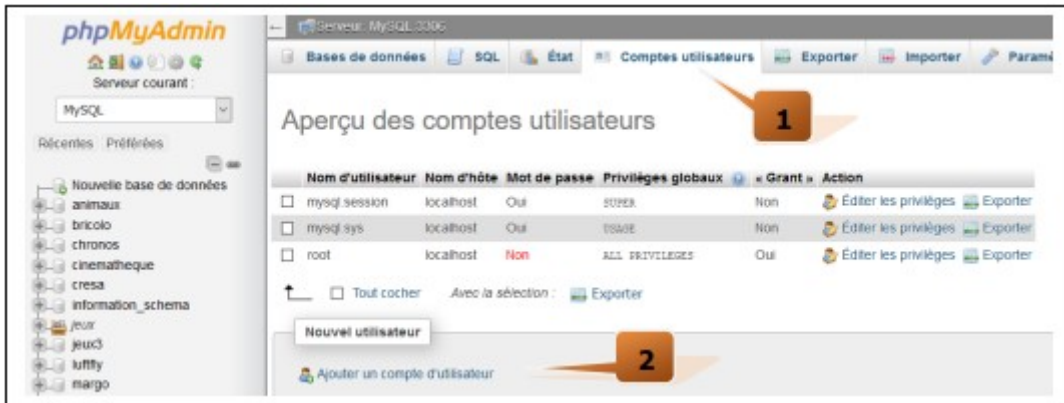 phpMyAdmin
Serveur courant :
MySQL
Récentes Préférées
Nouvelle base de données
animaux
bricolo
chronos
cinematheque
cresa
information_schema
jeux
jeux3
luftfly
margo
Serveur: MySQL:3306
Bases de données SQL État Comptes utilisateurs Exporter Importer Paramè
1
Aperçu des comptes utilisateurs
Nom d'utilisateur Nom d'hôte Mot de passe Privilèges globaux « Grant » Action
mysql.session localhost Oui SUPER Non Éditer les privilèges Exporter
mysql.sys localhost Oui USAGE Non Éditer les privilèges Exporter
root localhost Non ALL PRIVILEGES Oui Éditer les privilèges Exporter
Tout cocher Avec la sélection : Exporter
Nouvel utilisateur
2
Ajouter un compte d'utilisateur